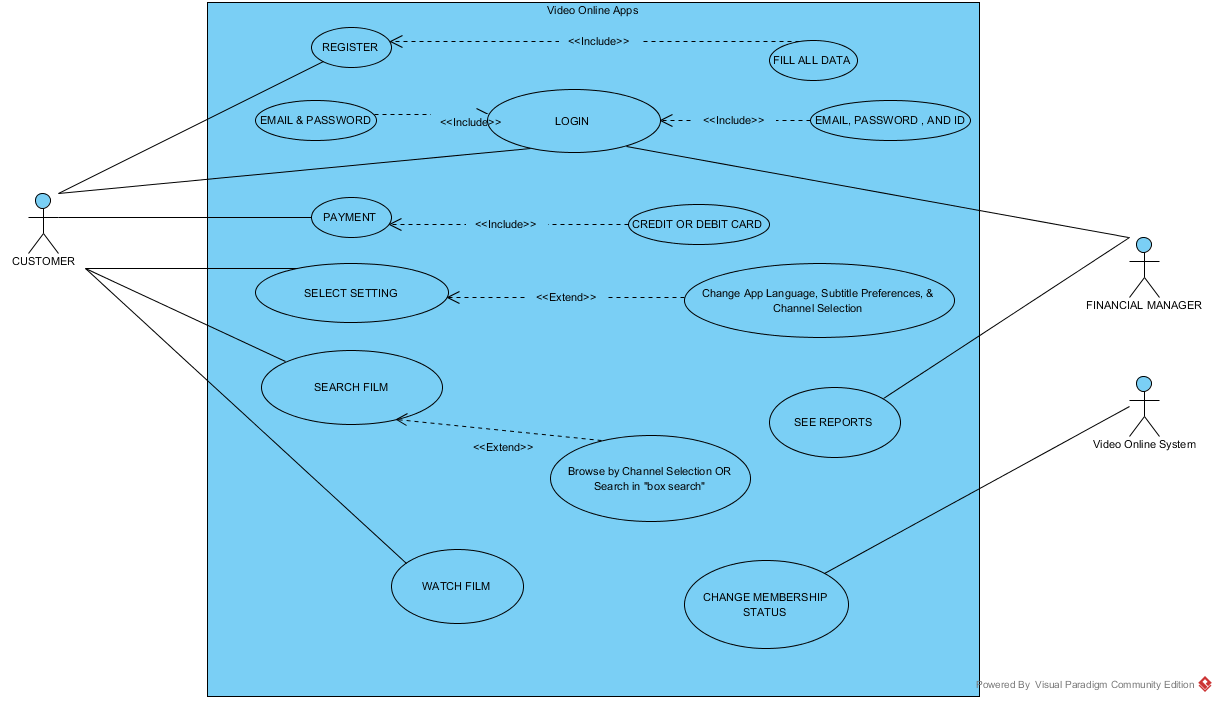 Video Online Apps
REGISTER
<<Include>>
FILL ALL DATA
EMAIL & PASSWORD
<<Include>>
LOGIN
<<Include>>
EMAIL, PASSWORD , AND ID
CUSTOMER
PAYMENT
<<Include>>
CREDIT OR DEBIT CARD
FINANCIAL MANAGER
SELECT SETTING
<<Extend>>
Change App Language, Subtitle Preferences, &
Channel Selection
SEARCH FILM
<<Extend>>
Browse by Channel Selection OR
Search in "box search"
SEE REPORTS
Video Online System
WATCH FILM
CHANGE MEMBERSHIP
STATUS
Powered By Visual Paradigm Community Edition